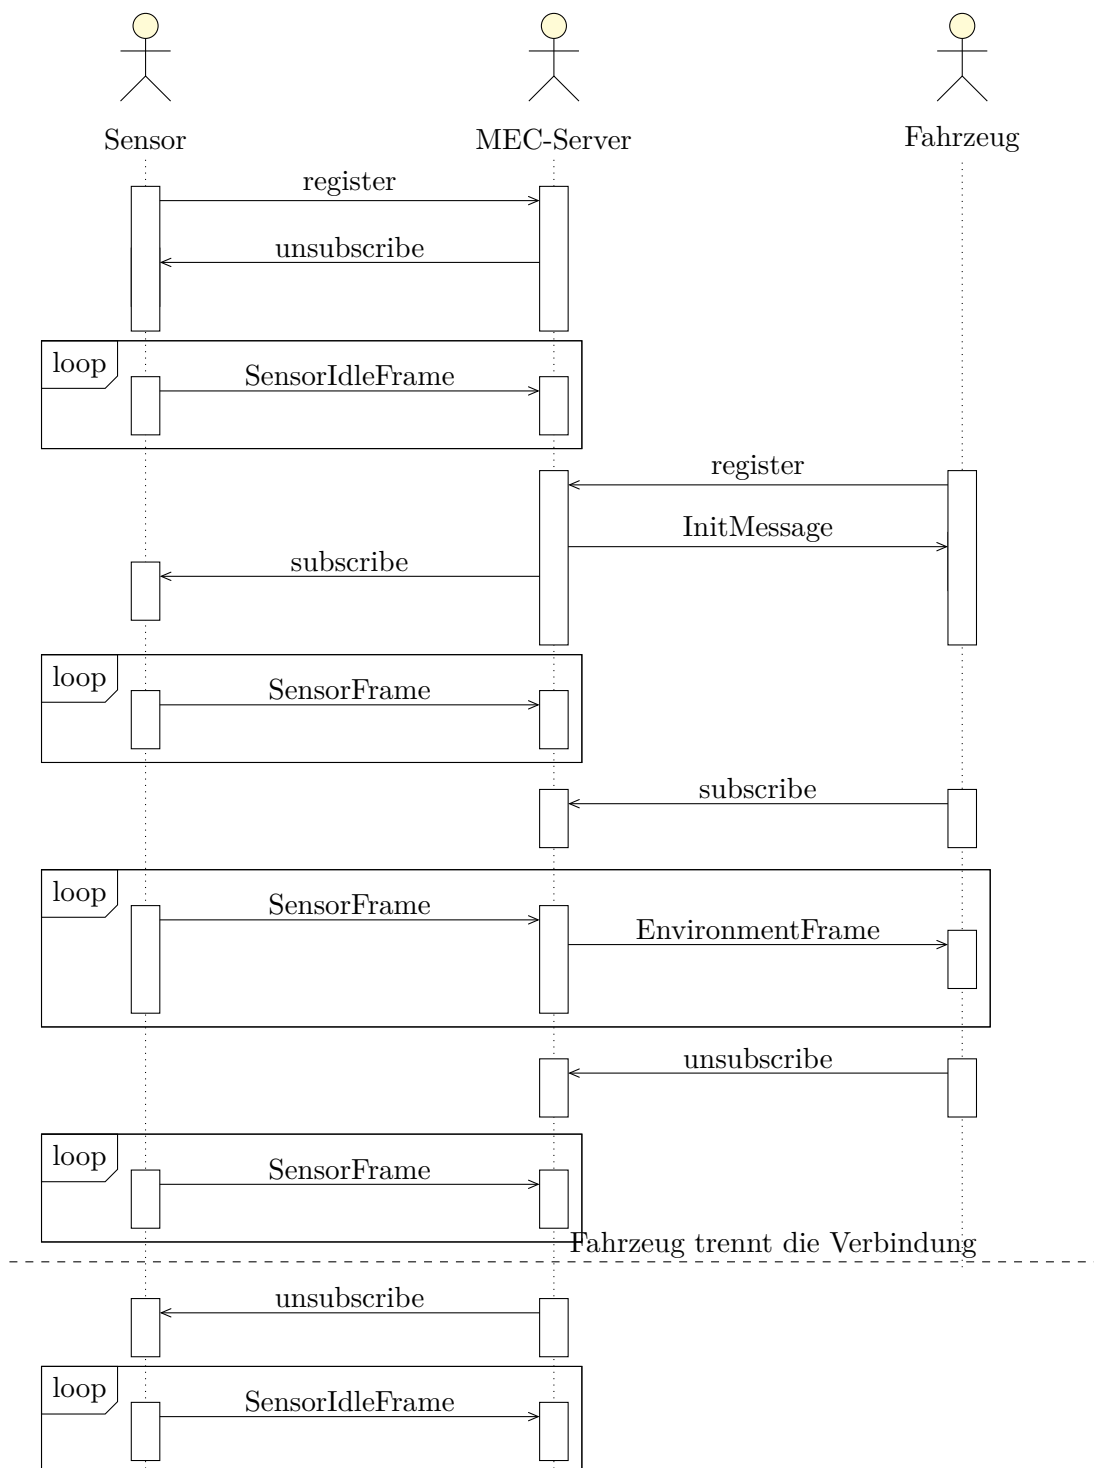 Sensor
MEC-Server
Fahrzeug
register
unsubscribe
loop
SensorIdleFrame
register
InitMessage
subscribe
loop
SensorFrame
subscribe
loop
SensorFrame
EnvironmentFrame
unsubscribe
loop
SensorFrame
Fahrzeug trennt die Verbindung
unsubscribe
loop
SensorIdleFrame